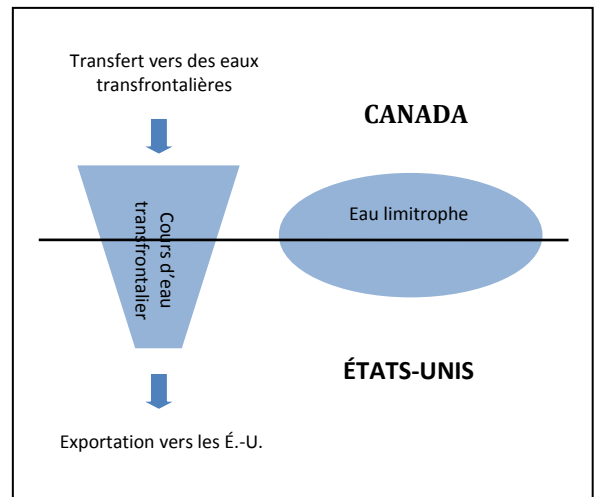 Transfert vers des eaux
transfrontalières
CANADA
Cours d'eau
transfrontalier
Eau limitrophe
ÉTATS-UNIS
Exportation vers les É.-U.